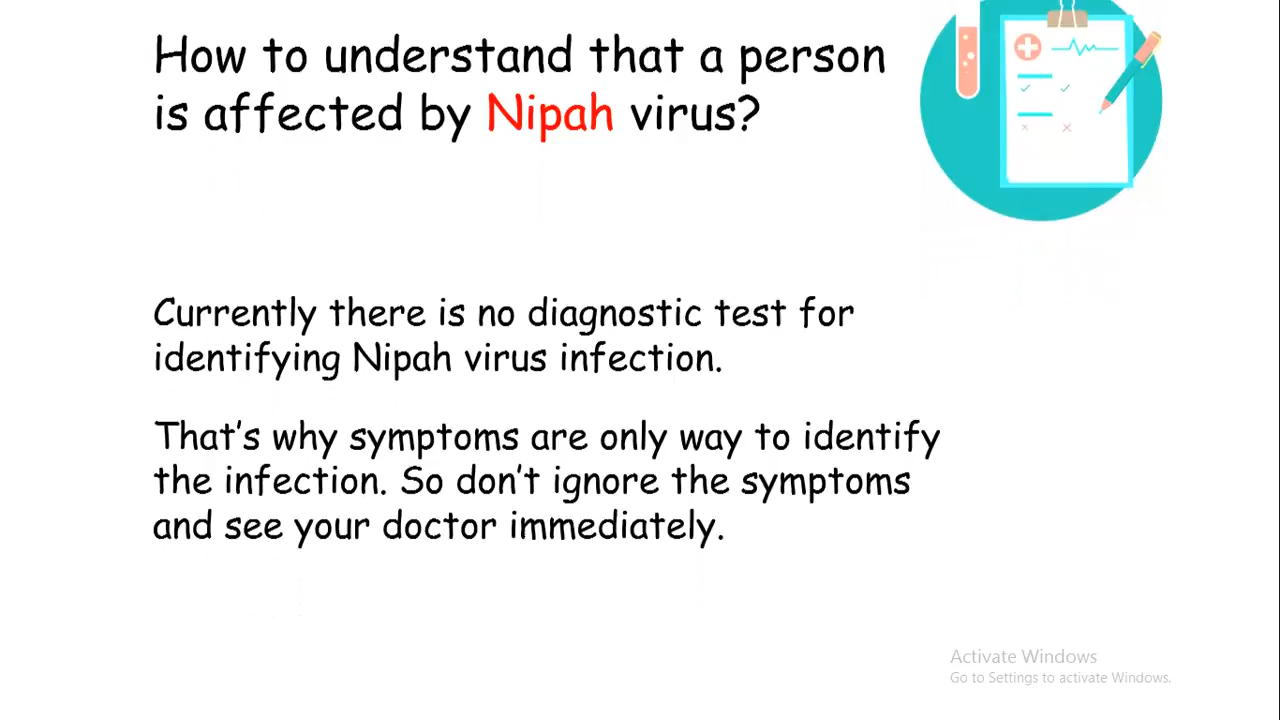 How to understand that a person
is affected by Nipah virus?
Currently there is no diagnostic test for
identifying Nipah virus infection.
That's why symptoms are only way to identify
the infection. So don't ignore the symptoms
and see your doctor immediately.
Activate Windows
Go to Settings to activate Windows.